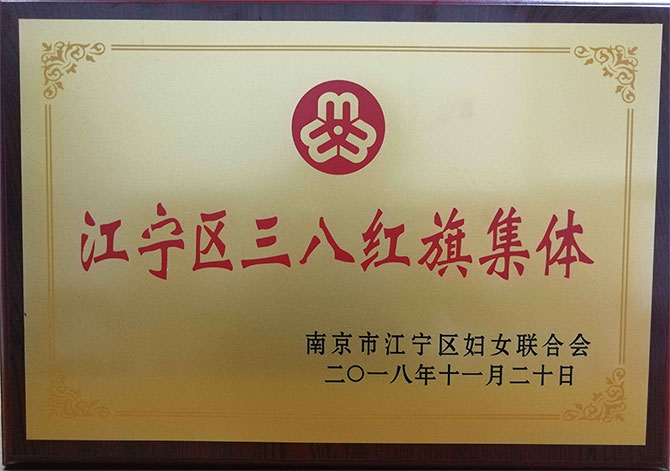 江宁区三八红旗集体
南京市江宁区妇女联合会
二〇一八年十一月二十日